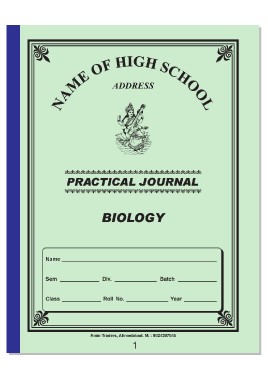 NAME OF HIGH SCHOOL
ADDRESS
PRACTICAL JOURNAL
BIOLOGY
Name
Sem Div. Batch
Class Roll No. Year
1